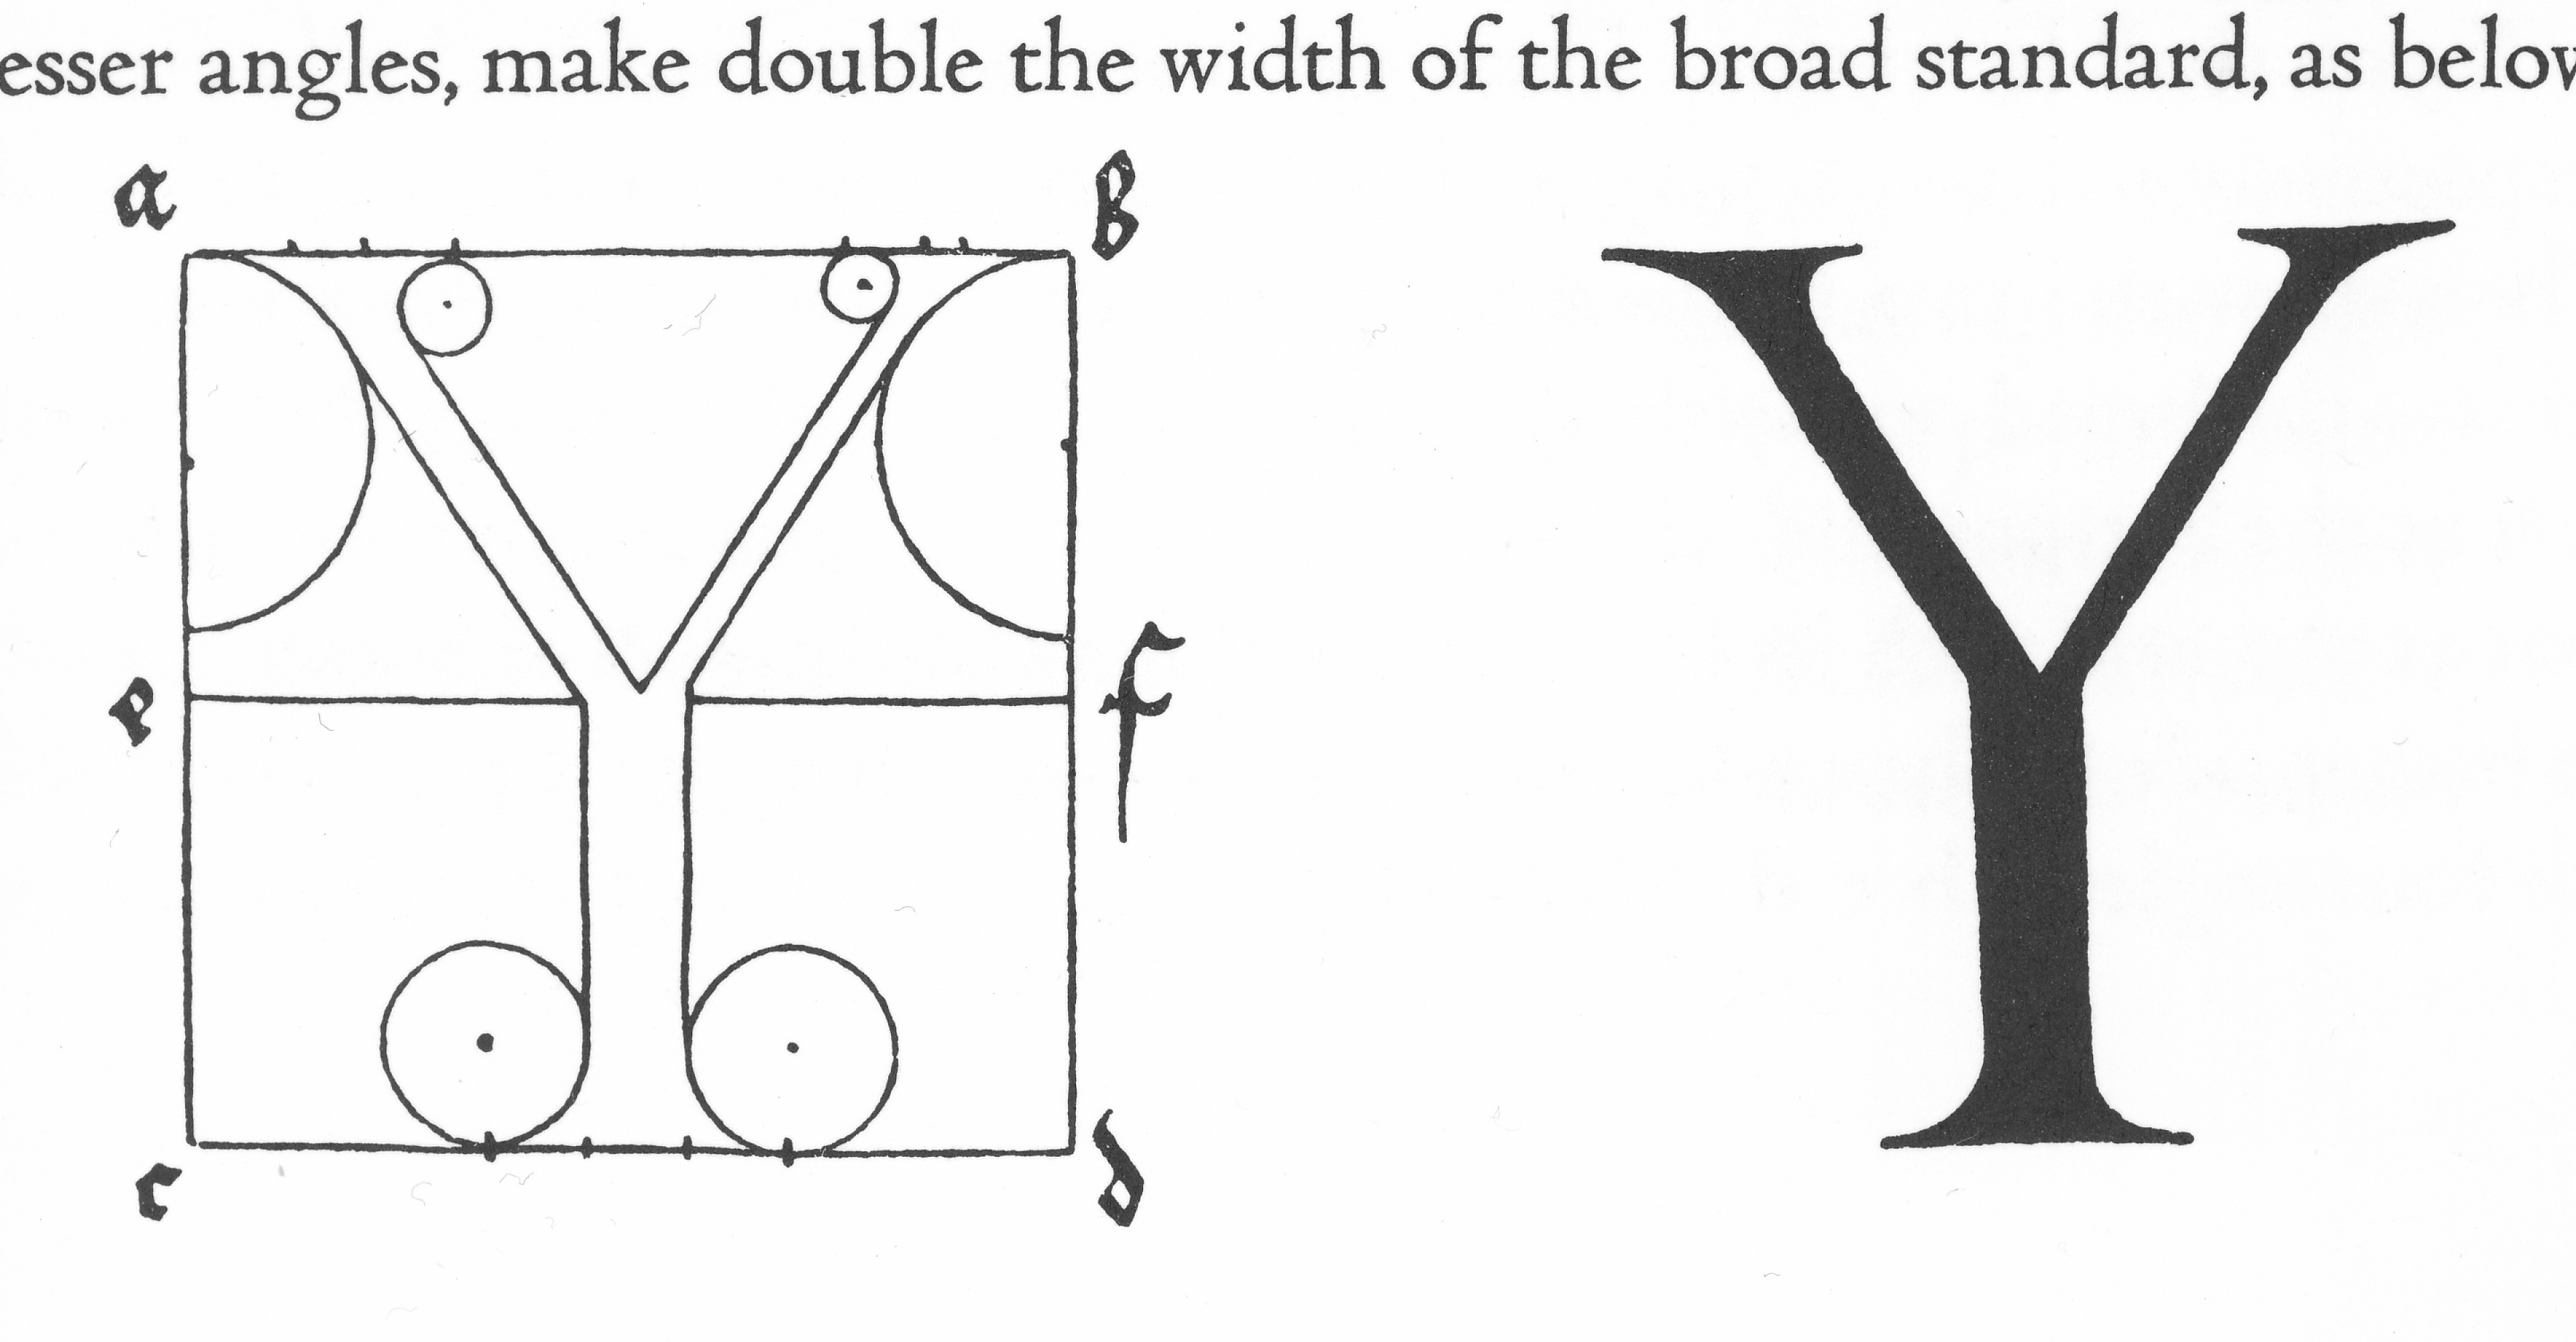 esser angles, make double the width of the broad standard, as below
a b
e f
c d
Y